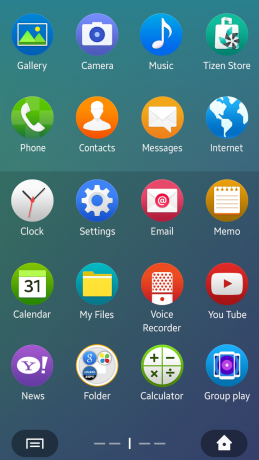 Gallery Camera Music Tizen Store
Phone Contacts Messages Internet
@
Clock Settings Email Memo
31
Calendar My Files Voice Recorder You Tube
Y!
g
News Folder Calculator Group play